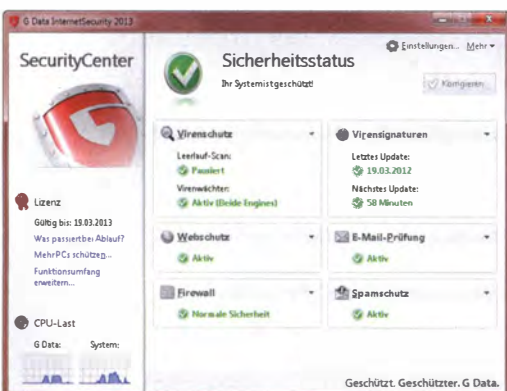 G Data InternetSecurity 2013
SecurityCenter
Lizenz
Gültig bis: 19.03.2013
Was passiert bei Ablauf?
Mehr PCs schützen...
Funktionsumfang
erweitern...
CPU-Last
G Data: System:
Einstellungen... Mehr
Sicherheitsstatus
Ihr System ist geschützt!
Korrigieren
Virenschutz
Leerlauf-Scan:
Pausiert
Virenwächter:
Aktiv (Beide Engines)
Virensignaturen
Letztes Update:
19.03.2012
Nächstes Update:
58 Minuten
Webschutz
Aktiv
E-Mail-Prüfung
Aktiv
Firewall
Normale Sicherheit
Spamschutz
Aktiv
Geschützt. Geschützter. G Data.